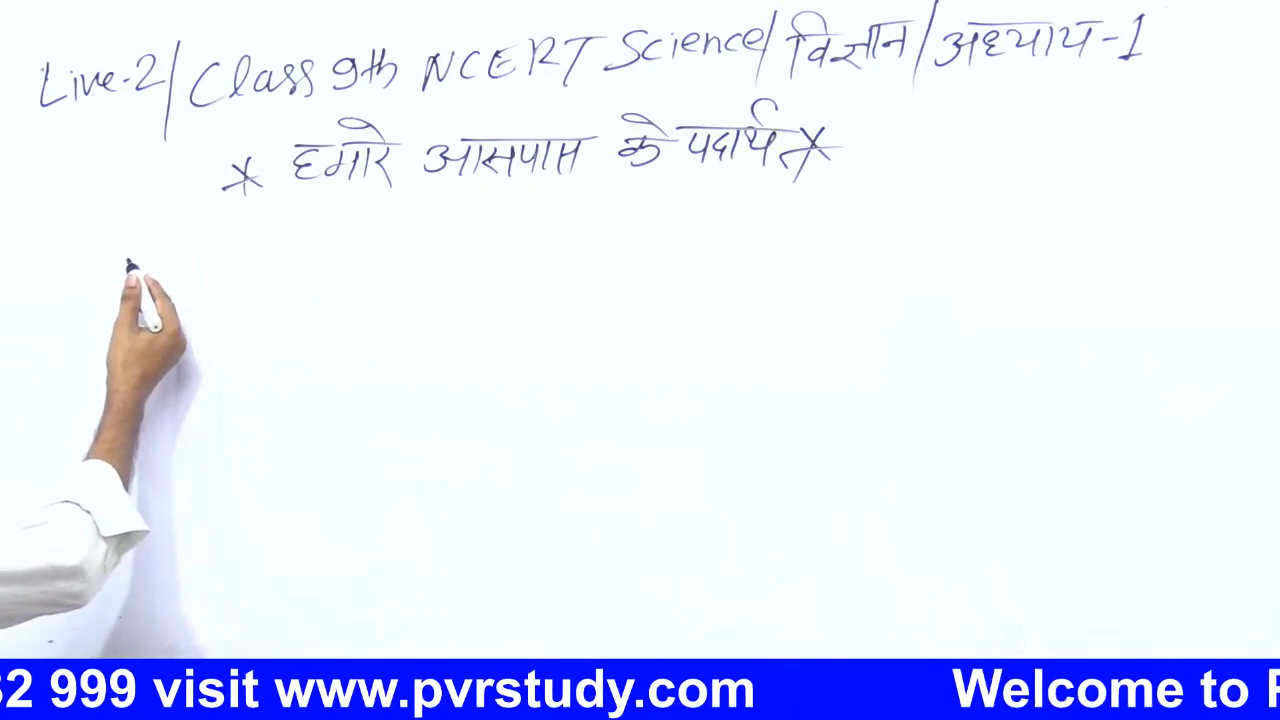 Live-2/ Class 9th NCERT Science/ विज्ञान/ अध्याय-1
* हमारे आसपास के पदार्थ *
32 999 visit www.pvrstudy.com Welcome to P